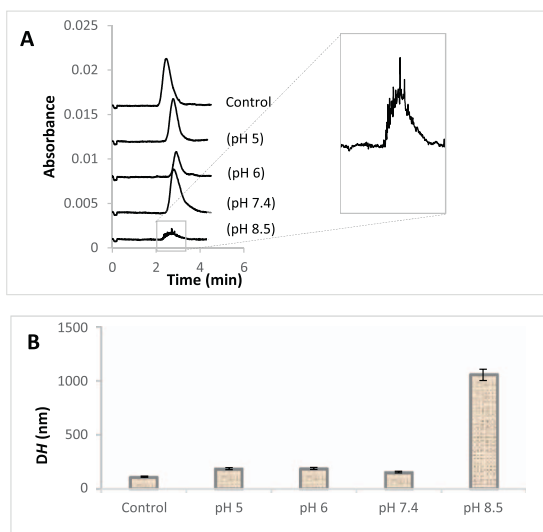 A
0.025
0.02
0.015
0.01
0.005
0
Absorbance
Control
(pH 5)
(pH 6)
(pH 7.4)
(pH 8.5)
0 2 4 6
Time (min)
B
1500
1000
500
0
DH (nm)
Control pH 5 pH 6 pH 7.4 pH 8.5